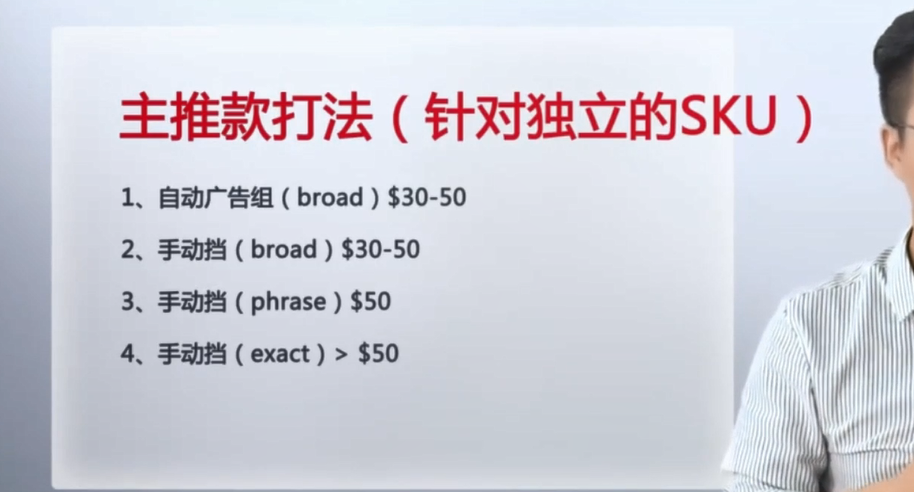 主推款打法（针对独立的SKU）
1、自动广告组（broad）$30-50
2、手动挡（broad）$30-50
3、手动挡（phrase）$50
4、手动挡（exact）> $50